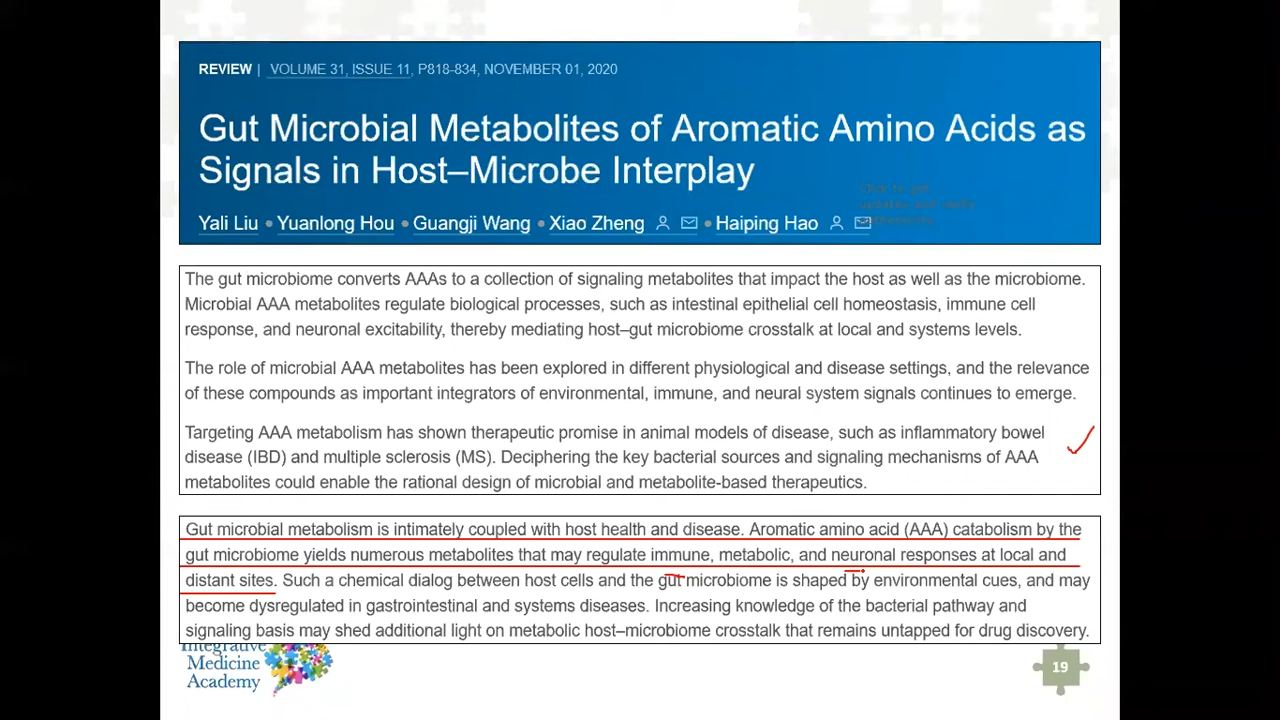 REVIEW | VOLUME 31, ISSUE 11, P818-834, NOVEMBER 01, 2020
Gut Microbial Metabolites of Aromatic Amino Acids as
Signals in Host–Microbe Interplay
Yali Liu • Yuanlong Hou • Guangji Wang • Xiao Zheng • Haiping Hao
The gut microbiome converts AAAs to a collection of signaling metabolites that impact the host as well as the microbiome.
Microbial AAA metabolites regulate biological processes, such as intestinal epithelial cell homeostasis, immune cell
response, and neuronal excitability, thereby mediating host–gut microbiome crosstalk at local and systems levels.
The role of microbial AAA metabolites has been explored in different physiological and disease settings, and the relevance
of these compounds as important integrators of environmental, immune, and neural system signals continues to emerge.
Targeting AAA metabolism has shown therapeutic promise in animal models of disease, such as inflammatory bowel
disease (IBD) and multiple sclerosis (MS). Deciphering the key bacterial sources and signaling mechanisms of AAA
metabolites could enable the rational design of microbial and metabolite-based therapeutics.
Gut microbial metabolism is intimately coupled with host health and disease. Aromatic amino acid (AAA) catabolism by the
gut microbiome yields numerous metabolites that may regulate immune, metabolic, and neuronal responses at local and
distant sites. Such a chemical dialog between host cells and the gut microbiome is shaped by environmental cues, and may
become dysregulated in gastrointestinal and systems diseases. Increasing knowledge of the bacterial pathway and
signaling basis may shed additional light on metabolic host–microbiome crosstalk that remains untapped for drug discovery.
Integrative
Medicine
Academy
19